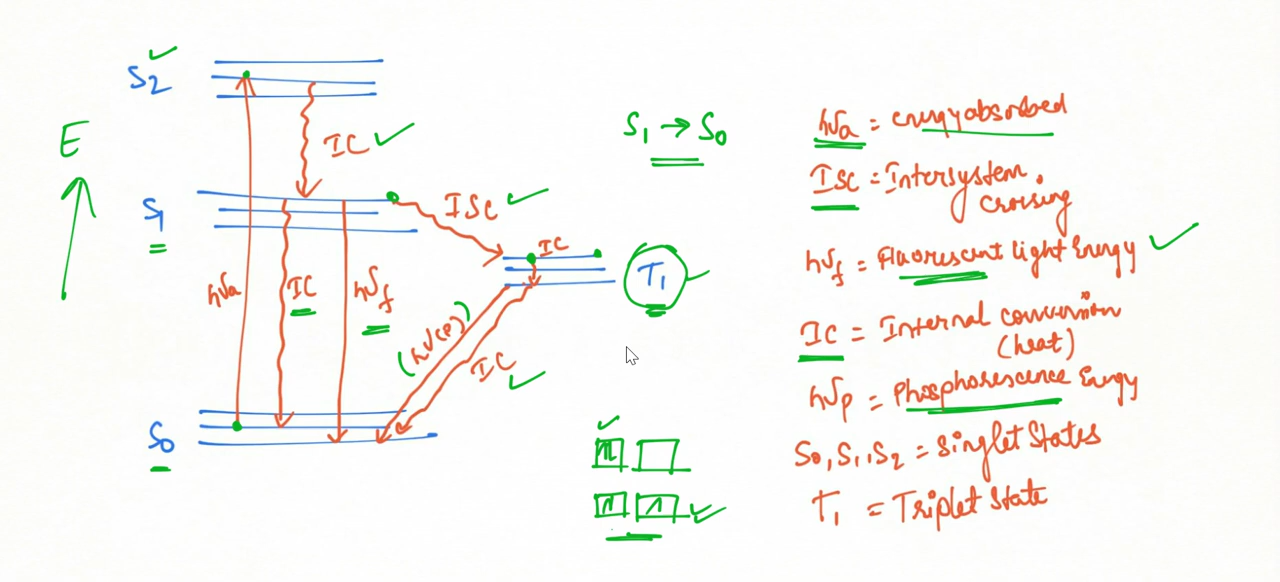 S2
IC
E
S1
ISC
IC
T1
hνa
IC
hνf
(hν(P))
IC
S0
S1 → S0
hνa = energy absorbed
ISC = Intersystem
crossing
hνf = Fluorescent light Energy
IC = Internal conversion
(heat)
hνp = Phosphorescence Energy
S0, S1, S2 = Singlet States
T1 = Triplet State